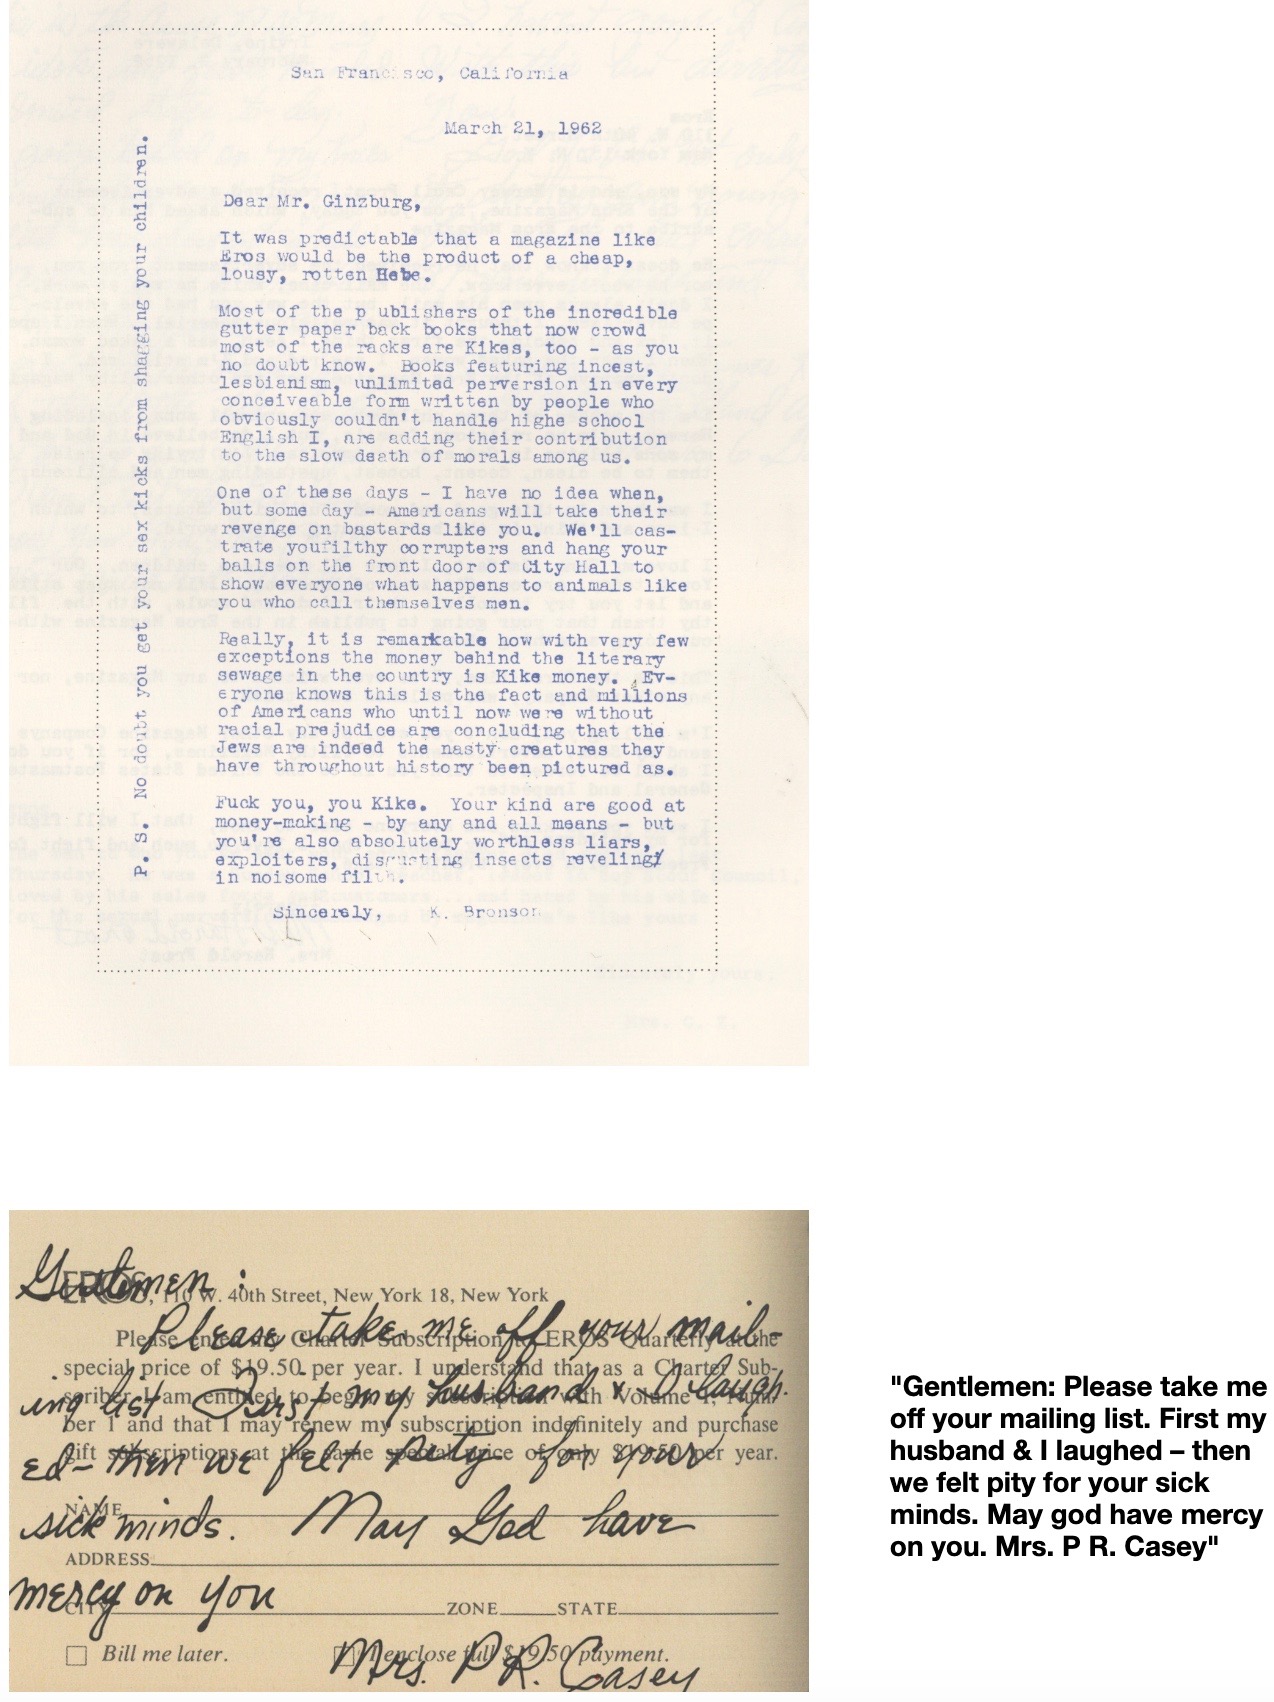 San Francisco, California
March 21, 1962
Dear Mr. Ginzburg,
It was predictable that a magazine like
Eros would be the product of a cheap,
lousy, rotten Hebe.
Most of the p ublishers of the incredible
gutter paper back books that now crowd
most of the racks are Kikes, too - as you
no doubt know. Books featuring incest,
lesbianism, unlimited perversion in every
conceiveable form written by people who
obviously couldn't handle highe school
English I, are adding their contribution
to the slow death of morals among us.
One of these days - I have no idea when,
but some day - Americans will take their
revenge on bastards like you. We'll cas-
trate youfilthy corrupters and hang your
balls on the front door of City Hall to
show everyone what happens to animals like
you who call themselves men.
Really, it is remarkable how with very few
exceptions the money behind the literary
sewage in the country is Kike money. Ev-
eryone knows this is the fact and millions
of Americans who until now were without
racial prejudice are concluding that the
Jews are indeed the nasty creatures they
have throughout history been pictured as.
Fuck you, you Kike. Your kind are good at
money-making - by any and all means - but
you're also absolutely worthless liars,
exploiters, disgusting insects reveling
in noisome filth.
Sincerely, K. Bronson
P. S. No doubt you get your sex kicks from shagging your children.
Gentlemen:
EROS, 110 W. 40th Street, New York 18, New York
Please take me off your mail-
Please enter my Charter Subscription to EROS Quarterly at the
special price of $19.50 per year. I understand that as a Charter Sub-
ing list First my husband & I laugh-
scriber I am entitled to begin my subscription with Volume 1, Num-
ber 1 and that I may renew my subscription indefinitely and purchase
ed- then we felt pity for your
gift subscriptions at the same special price of only $19.50 per year.
sick minds. May God have
NAME
ADDRESS
mercy on you
CITY ZONE STATE
Bill me later. I enclose full $19.50 payment.
Mrs. P R. Casey
"Gentlemen: Please take me
off your mailing list. First my
husband & I laughed – then
we felt pity for your sick
minds. May god have mercy
on you. Mrs. P R. Casey"